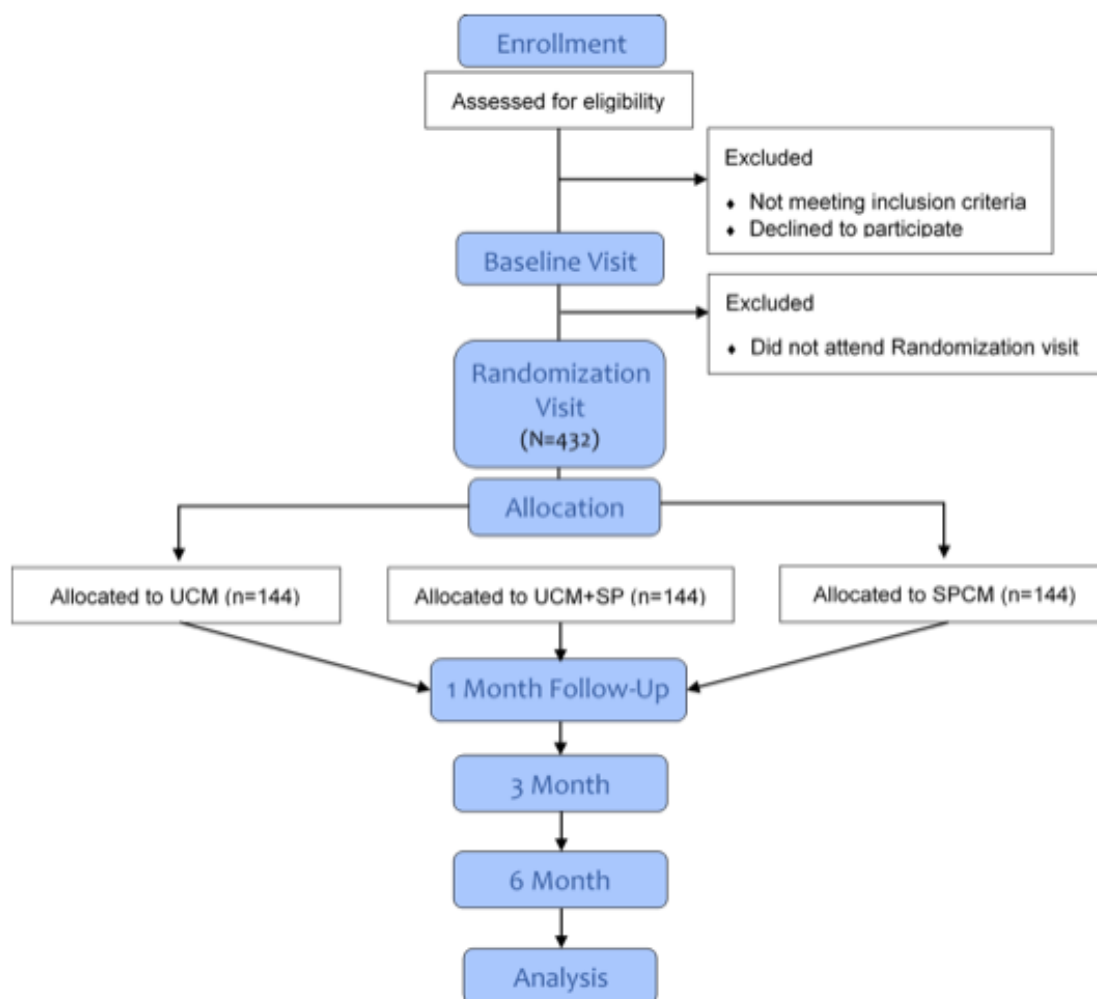 Enrollment
Assessed for eligibility
Excluded
♦ Not meeting inclusion criteria
♦ Declined to participate
Baseline Visit
Excluded
♦ Did not attend Randomization visit
Randomization
Visit
(N=432)
Allocation
Allocated to UCM (n=144)
Allocated to UCM+SP (n=144)
Allocated to SPCM (n=144)
1 Month Follow-Up
3 Month
6 Month
Analysis